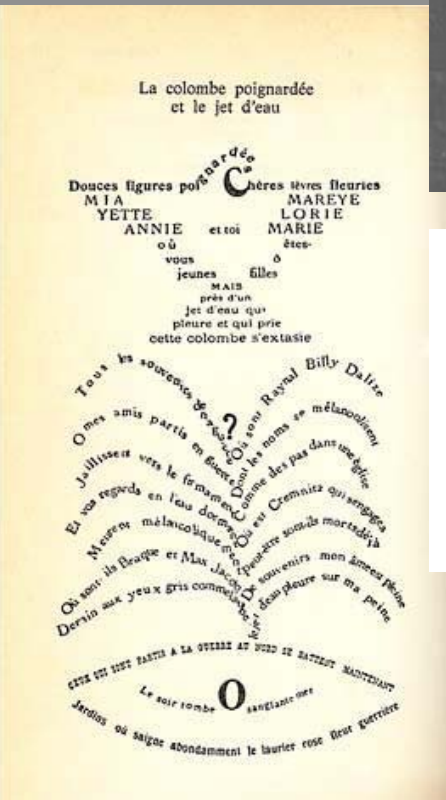 La colombe poignardée
et le jet d'eau
Douces figures poignardées Chères lèvres fleuries
MIA MAREYE
YETTE LORIE
ANNIE et toi MARIE
où êtes-
vous ô
jeunes filles
MAIS
près d'un
jet d'eau qui
pleure et qui prie
cette colombe s'extasie
Tous les souvenirs de naguère
O mes amis partis en guerre
Jaillissent vers le firmament
Et vos regards en l'eau dormant
Meurent mélancoliquement
Où sont-ils Braque et Max Jacob
Derain aux yeux gris comme l'aube
?
Où sont Raynal Billy Dalize
Dont les noms se mélancolisent
Comme des pas dans une église
Où est Cremnitz qui s'engagea
Peut-être sont-ils morts déjà
De souvenirs mon âme est pleine
Le jet d'eau pleure sur ma peine
CEUX QUI SONT PARTIS A LA GUERRE AU NORD SE BATTENT MAINTENANT
Le soir tombe O sanglante mer
Jardins où saigne abondamment le laurier rose fleur guerrière